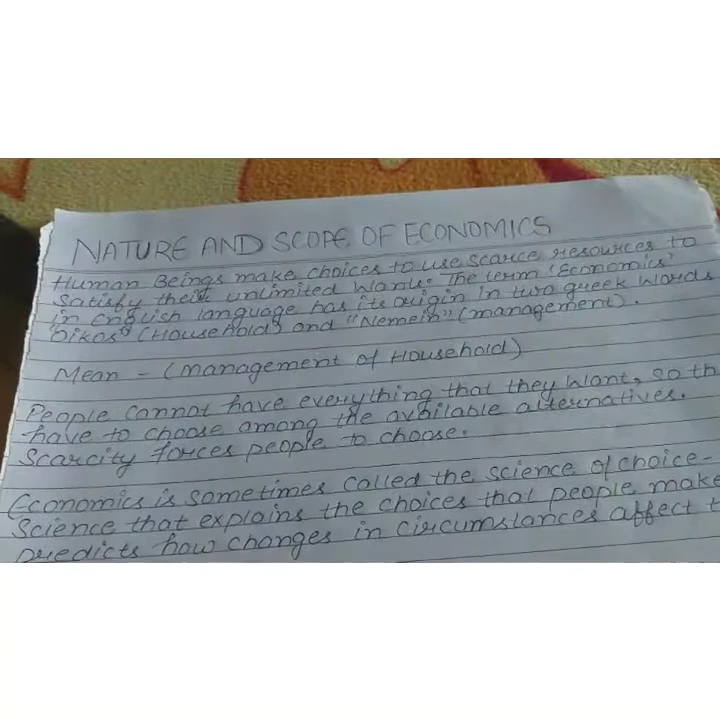 NATURE AND SCOPE OF ECONOMICS
Human Beings make choices to use scarce resources to
Satisfy their unlimited Wants. The term 'Economics'
in English language has its origin in two greek Words
"Oikos" (Household) and "Nemein" (management).
Mean - (management of Household)
People Cannot have everything that they Want, so th
have to choose among the available alternatives.
Scarcity forces people to choose.
Economics is Sometimes Called the science of choice-
Science that explains the choices that people make
predicts how changes in circumstances affect t